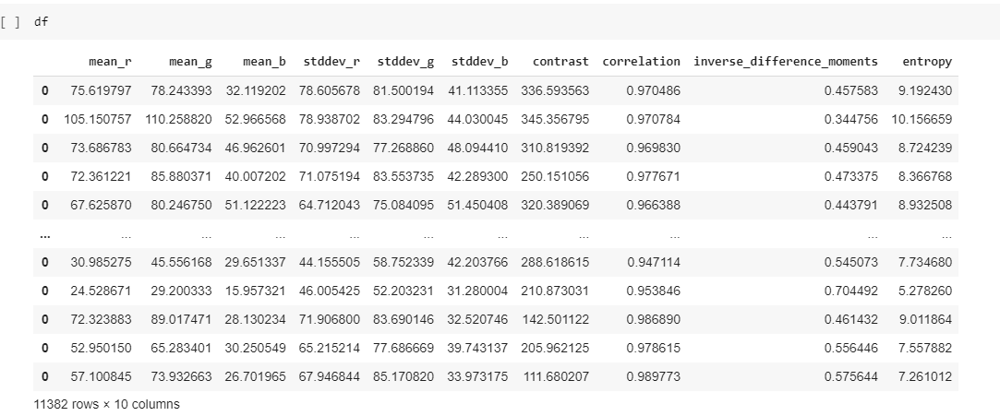 [ ] df
mean_r mean_g mean_b stddev_r stddev_g stddev_b contrast correlation inverse_difference_moments entropy
0 75.619797 78.243393 32.119202 78.605678 81.500194 41.113355 336.593563 0.970486 0.457583 9.192430
0 105.150757 110.258820 52.966568 78.938702 83.294796 44.030045 345.356795 0.970784 0.344756 10.156659
0 73.686783 80.664734 46.962601 70.997294 77.268860 48.094410 310.819392 0.969830 0.459043 8.724239
0 72.361221 85.880371 40.007202 71.075194 83.553735 42.289300 250.151056 0.977671 0.473375 8.366768
0 67.625870 80.246750 51.122223 64.712043 75.084095 51.450408 320.389069 0.966388 0.443791 8.932508
... ... ... ... ... ... ... ... ... ... ...
0 30.985275 45.556168 29.651337 44.155505 58.752339 42.203766 288.618615 0.947114 0.545073 7.734680
0 24.528671 29.200333 15.957321 46.005425 52.203231 31.280004 210.873031 0.953846 0.704492 5.278260
0 72.323883 89.017471 28.130234 71.906800 83.690146 32.520746 142.501122 0.986890 0.461432 9.011864
0 52.950150 65.283401 30.250549 65.215214 77.686669 39.743137 205.962125 0.978615 0.556446 7.557882
0 57.100845 73.932663 26.701965 67.946844 85.170820 33.973175 111.680207 0.989773 0.575644 7.261012
11382 rows × 10 columns